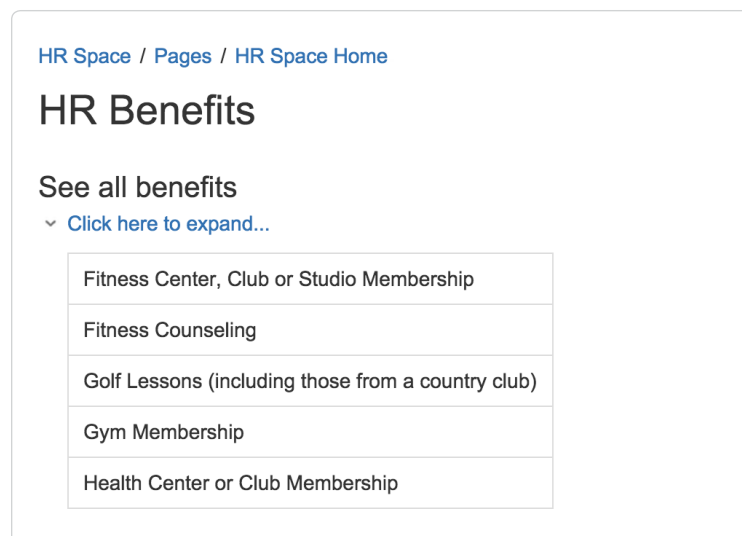 HR Space / Pages / HR Space Home
HR Benefits
See all benefits
Click here to expand...
Fitness Center, Club or Studio Membership
Fitness Counseling
Golf Lessons (including those from a country club)
Gym Membership
Health Center or Club Membership